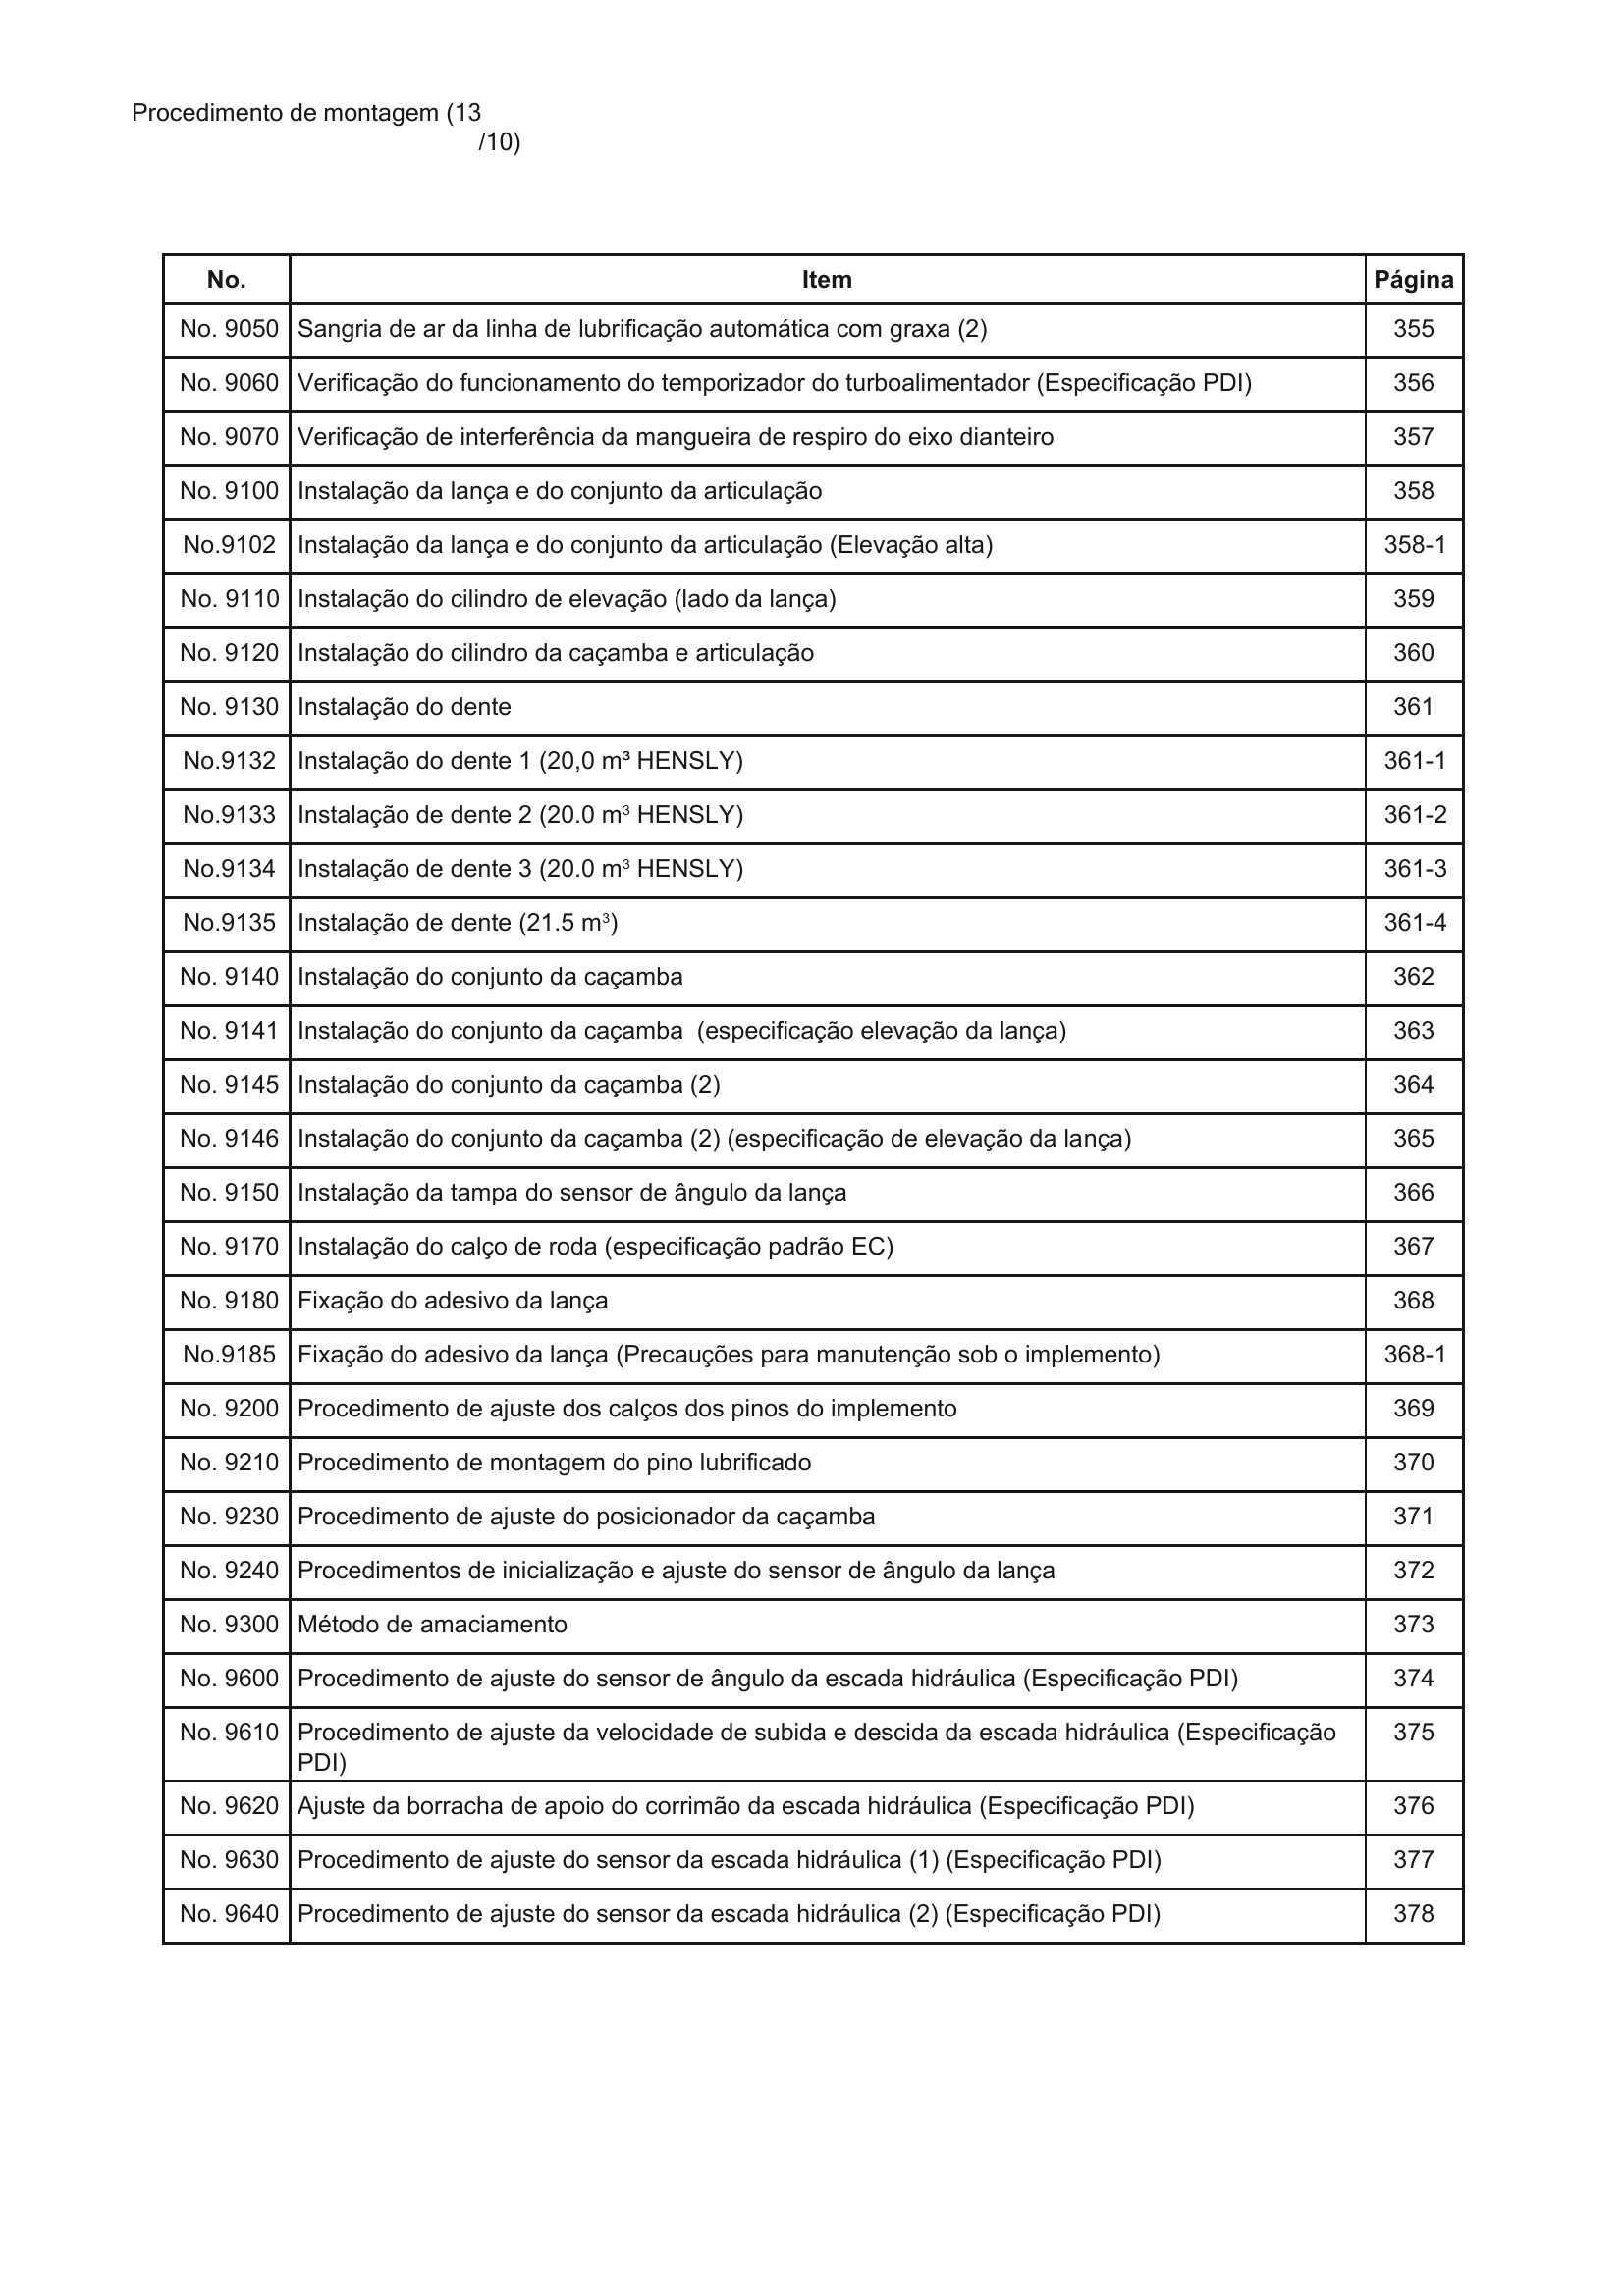 Procedimento de montagem (13
/10)
No. Item Página
No. 9050 Sangria de ar da linha de lubrificação automática com graxa (2) 355
No. 9060 Verificação do funcionamento do temporizador do turboalimentador (Especificação PDI) 356
No. 9070 Verificação de interferência da mangueira de respiro do eixo dianteiro 357
No. 9100 Instalação da lança e do conjunto da articulação 358
No.9102 Instalação da lança e do conjunto da articulação (Elevação alta) 358-1
No. 9110 Instalação do cilindro de elevação (lado da lança) 359
No. 9120 Instalação do cilindro da caçamba e articulação 360
No. 9130 Instalação do dente 361
No.9132 Instalação do dente 1 (20,0 m³ HENSLY) 361-1
No.9133 Instalação de dente 2 (20.0 m³ HENSLY) 361-2
No.9134 Instalação de dente 3 (20.0 m³ HENSLY) 361-3
No.9135 Instalação de dente (21.5 m³) 361-4
No. 9140 Instalação do conjunto da caçamba 362
No. 9141 Instalação do conjunto da caçamba  (especificação elevação da lança) 363
No. 9145 Instalação do conjunto da caçamba (2) 364
No. 9146 Instalação do conjunto da caçamba (2) (especificação de elevação da lança) 365
No. 9150 Instalação da tampa do sensor de ângulo da lança 366
No. 9170 Instalação do calço de roda (especificação padrão EC) 367
No. 9180 Fixação do adesivo da lança 368
No.9185 Fixação do adesivo da lança (Precauções para manutenção sob o implemento) 368-1
No. 9200 Procedimento de ajuste dos calços dos pinos do implemento 369
No. 9210 Procedimento de montagem do pino lubrificado 370
No. 9230 Procedimento de ajuste do posicionador da caçamba 371
No. 9240 Procedimentos de inicialização e ajuste do sensor de ângulo da lança 372
No. 9300 Método de amaciamento 373
No. 9600 Procedimento de ajuste do sensor de ângulo da escada hidráulica (Especificação PDI) 374
No. 9610 Procedimento de ajuste da velocidade de subida e descida da escada hidráulica (Especificação 375
PDI)
No. 9620 Ajuste da borracha de apoio do corrimão da escada hidráulica (Especificação PDI) 376
No. 9630 Procedimento de ajuste do sensor da escada hidráulica (1) (Especificação PDI) 377
No. 9640 Procedimento de ajuste do sensor da escada hidráulica (2) (Especificação PDI) 378